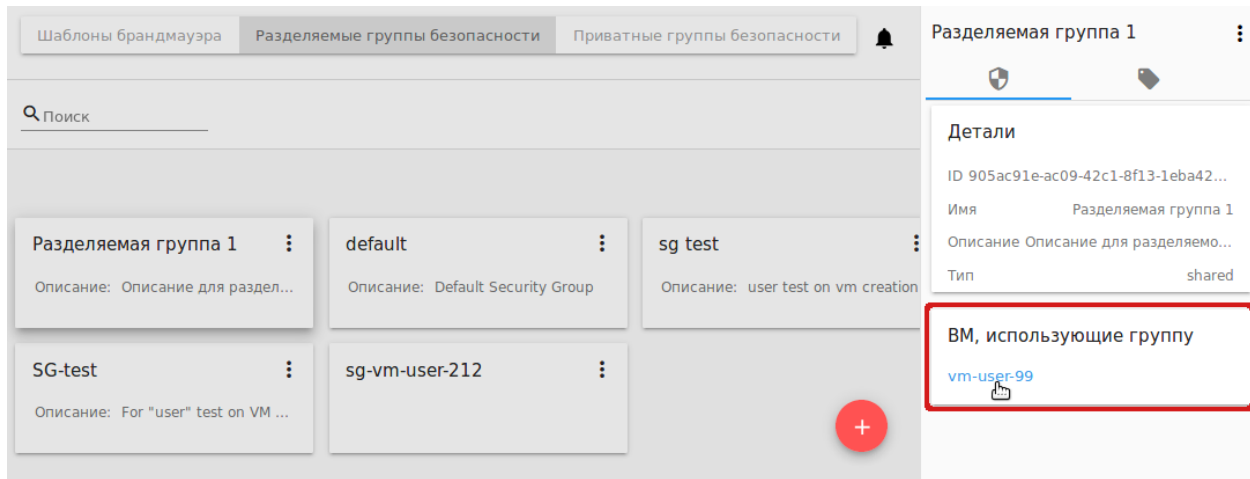 Шаблоны брандмауэра
Разделяемые группы безопасности
Приватные группы безопасности
Поиск
Разделяемая группа 1
Описание: Описание для раздел...
default
Описание: Default Security Group
sg test
Описание: user test on vm creation
SG-test
Описание: For "user" test on VM ...
sg-vm-user-212
+
Разделяемая группа 1
Детали
ID 905ac91e-ac09-42c1-8f13-1eba42...
Имя Разделяемая группа 1
Описание Описание для разделяемо...
Тип shared
ВМ, использующие группу
vm-user-99